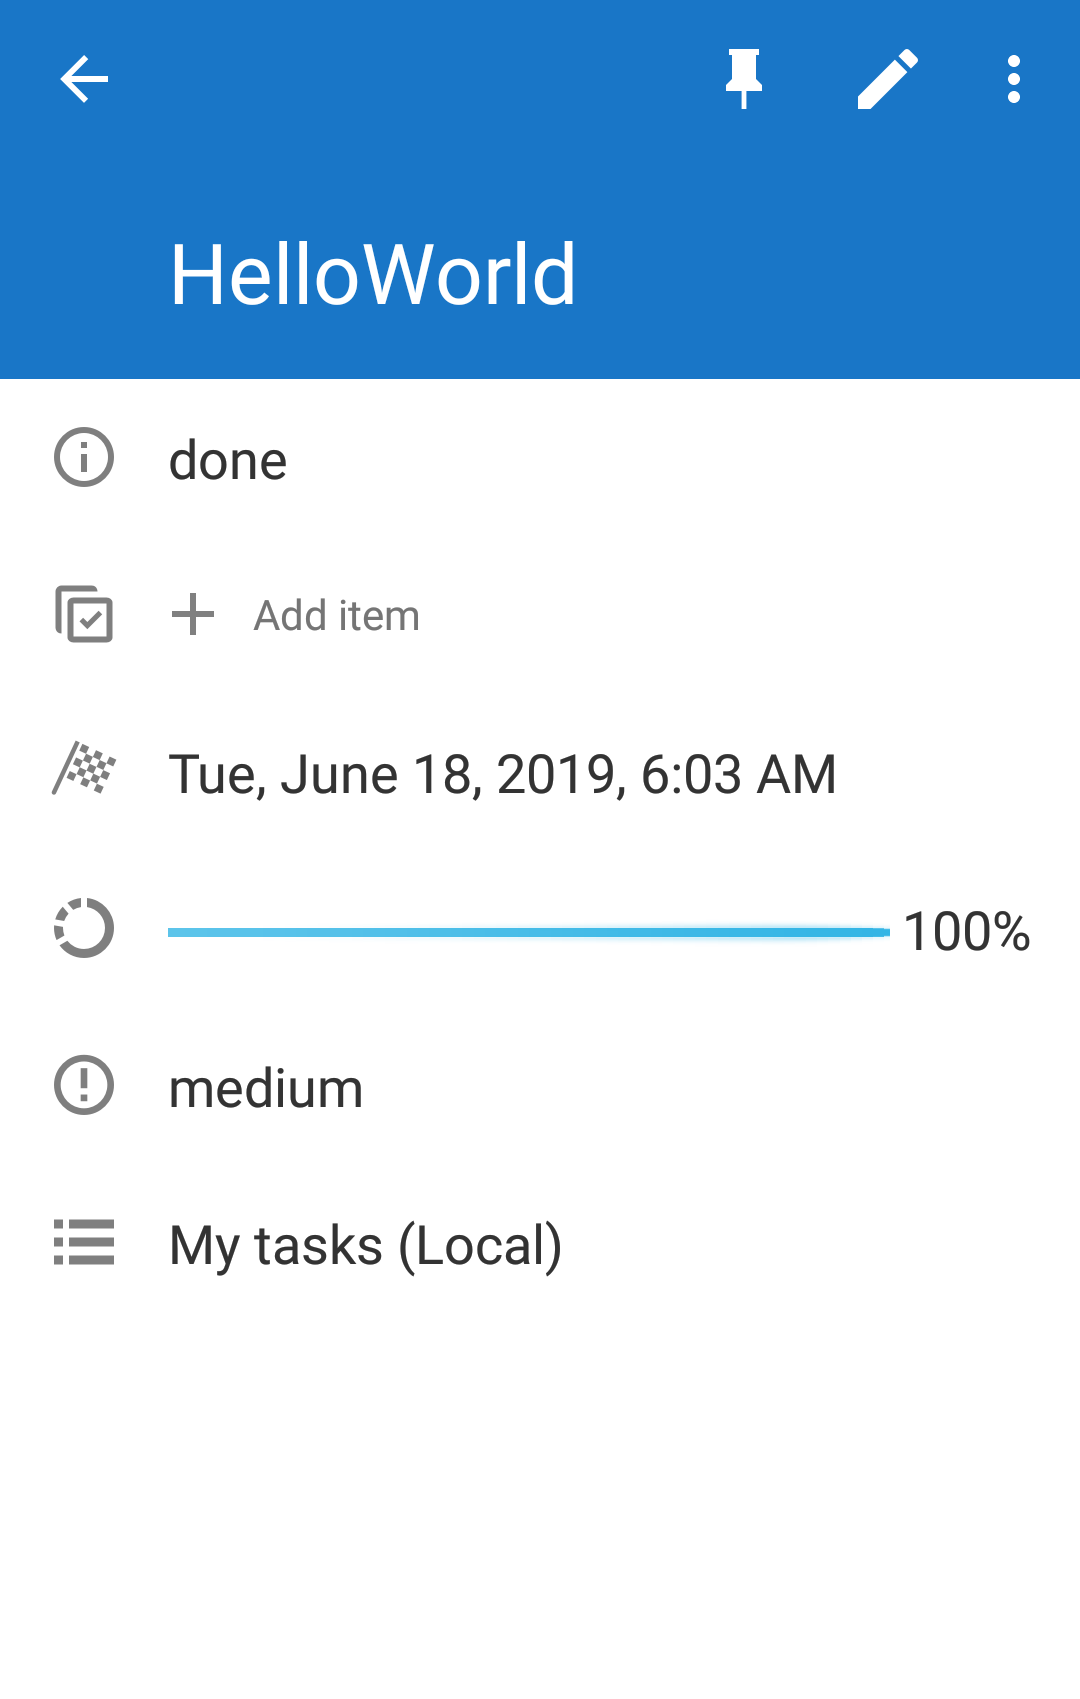 HelloWorld
done
Add item
Tue, June 18, 2019, 6:03 AM
100%
medium
My tasks (Local)